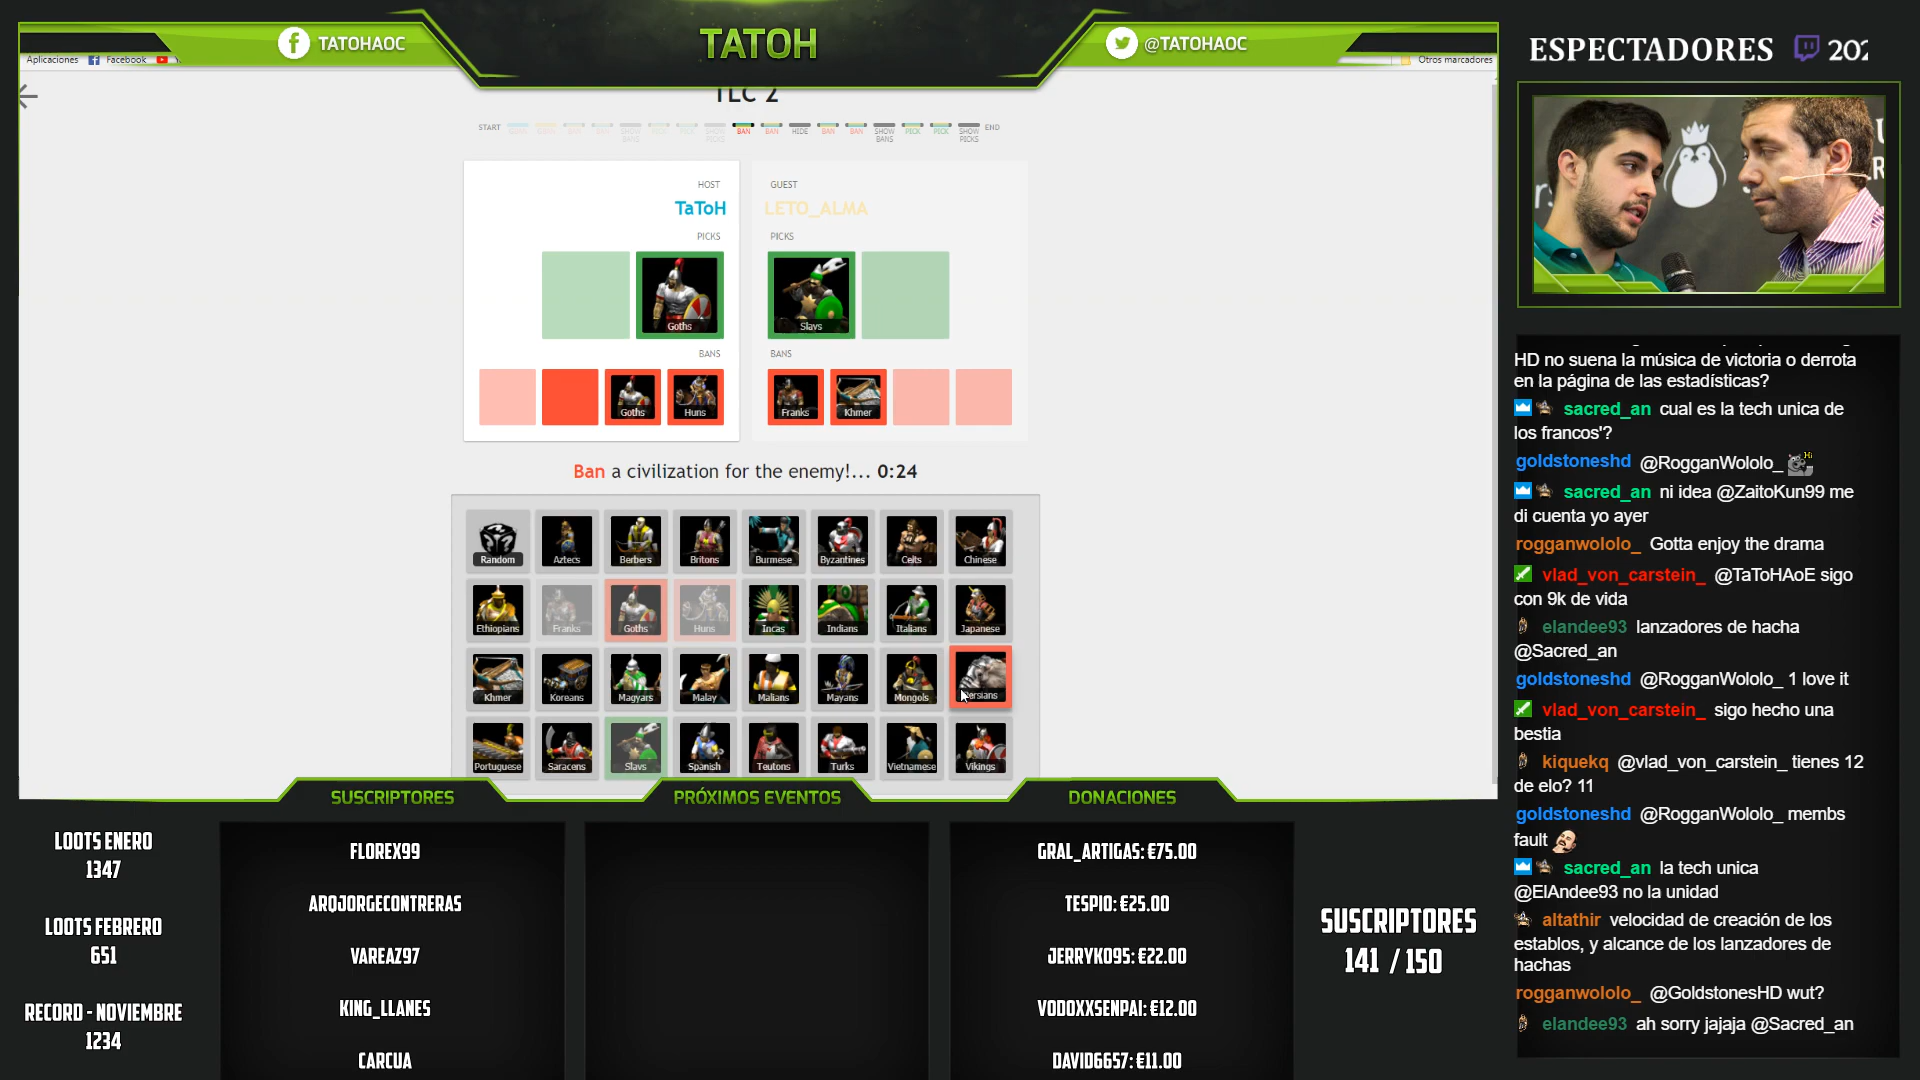 TATOHAOC
TATOH
@TATOHAOC
ESPECTADORES
202
Aplicaciones
Facebook
Otros marcadores
TLC 2
START
BAN
BAN
HIDE
BAN
BAN
SHOW BANS
PICK
PICK
SHOW PICKS
END
HOST
TaToH
PICKS
Goths
BANS
Goths
Huns
GUEST
LETO_ALMA
PICKS
Slavs
BANS
Franks
Khmer
Ban a civilization for the enemy!... 0:24
Random
Aztecs
Berbers
Britons
Burmese
Byzantines
Celts
Chinese
Ethiopians
Franks
Goths
Huns
Incas
Indians
Italians
Japanese
Khmer
Koreans
Magyars
Malay
Malians
Mayans
Mongols
Persians
Portuguese
Saracens
Slavs
Spanish
Teutons
Turks
Vietnamese
Vikings
HD no suena la música de victoria o derrota
en la página de las estadísticas?
sacred_an cual es la tech unica de
los francos'?
goldstoneshd @RogganWololo_ Hi
sacred_an ni idea @ZaitoKun99 me
di cuenta yo ayer
rogganwololo_ Gotta enjoy the drama
vlad_von_carstein_ @TaToHAoE sigo
con 9k de vida
elandee93 lanzadores de hacha
@Sacred_an
goldstoneshd @RogganWololo_ 1 love it
vlad_von_carstein_ sigo hecho una
bestia
kiquekq @vlad_von_carstein_ tienes 12
de elo? 11
goldstoneshd @RogganWololo_ membs
fault
sacred_an la tech unica
@ElAndee93 no la unidad
altathir velocidad de creación de los
establos, y alcance de los lanzadores de
hachas
rogganwololo_ @GoldstonesHD wut?
elandee93 ah sorry jajaja @Sacred_an
SUSCRIPTORES
PRÓXIMOS EVENTOS
DONACIONES
LOOTS ENERO
1347
LOOTS FEBRERO
651
RECORD - NOVIEMBRE
1234
FLOREX99
ARQJORGECONTRERAS
VAREAZ97
KING_LLANES
CARCUA
GRAL_ARTIGAS: €75.00
TESPIO: €25.00
JERRYK095: €22.00
VODOXXSENPAI: €12.00
DAVID6657: €11.00
SUSCRIPTORES
141 / 150